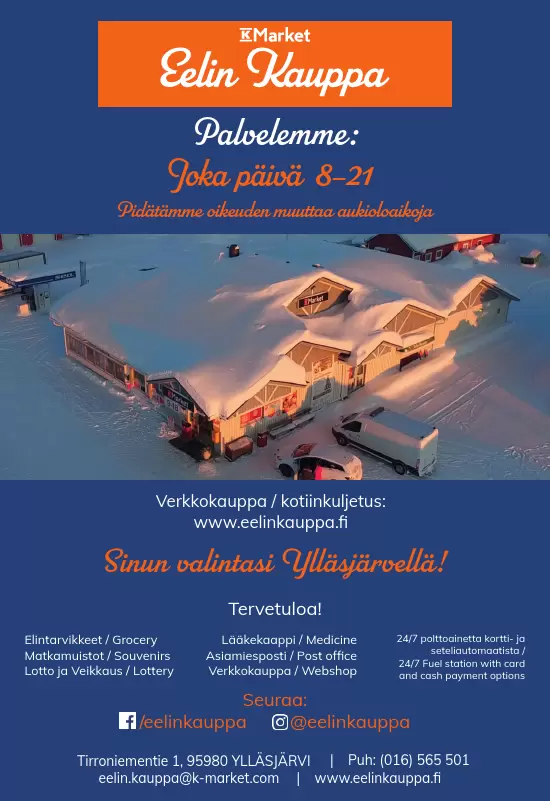 K Market
Eelin Kauppa
Palvelemme:
Joka päivä 8–21
Pidätämme oikeuden muuttaa aukioloaikoja
K Market
K Market
Verkkokauppa / kotiinkuljetus:
www.eelinkauppa.fi
Sinun valintasi Ylläsjärvellä!
Tervetuloa!
Elintarvikkeet / Grocery
Matkamuistot / Souvenirs
Lotto ja Veikkaus / Lottery
Lääkekaappi / Medicine
Asiamiesposti / Post office
Verkkokauppa / Webshop
24/7 polttoainetta kortti- ja
seteliautomaatista /
24/7 Fuel station with card
and cash payment options
Seuraa:
/eelinkauppa @eelinkauppa
Tirroniementie 1, 95980 YLLÄSJÄRVI | Puh: (016) 565 501
eelin.kauppa@k-market.com | www.eelinkauppa.fi